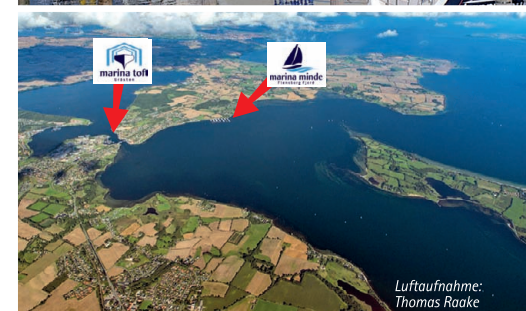 marina toft
Gråsten
marina minde
Flensborg Fjord
Luftaufnahme:
Thomas Raake